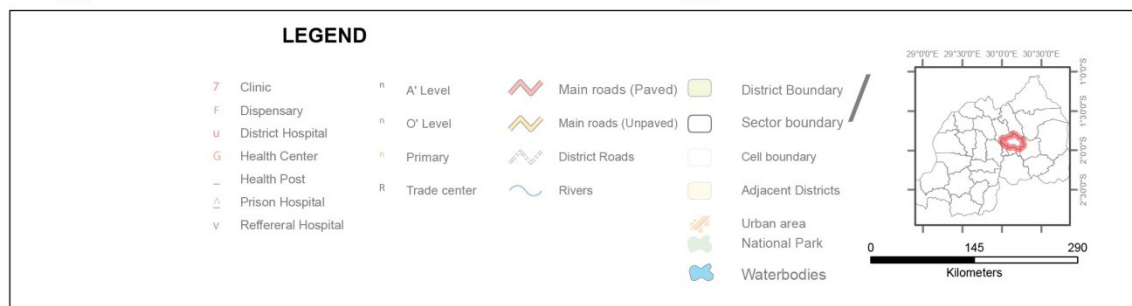 LEGEND
7 Clinic
F Dispensary
u District Hospital
G Health Center
_ Health Post
^ Prison Hospital
v Reffereral Hospital
n A' Level
n O' Level
n Primary
R Trade center
Main roads (Paved)
Main roads (Unpaved)
District Roads
Rivers
District Boundary
Sector boundary
Cell boundary
Adjacent Districts
Urban area
National Park
Waterbodies
29°0'0"E 29°30'0"E 30°0'0"E 30°30'0"E
1°0'0"S
1°30'0"S
2°0'0"S
2°30'0"S
0 145 290
Kilometers